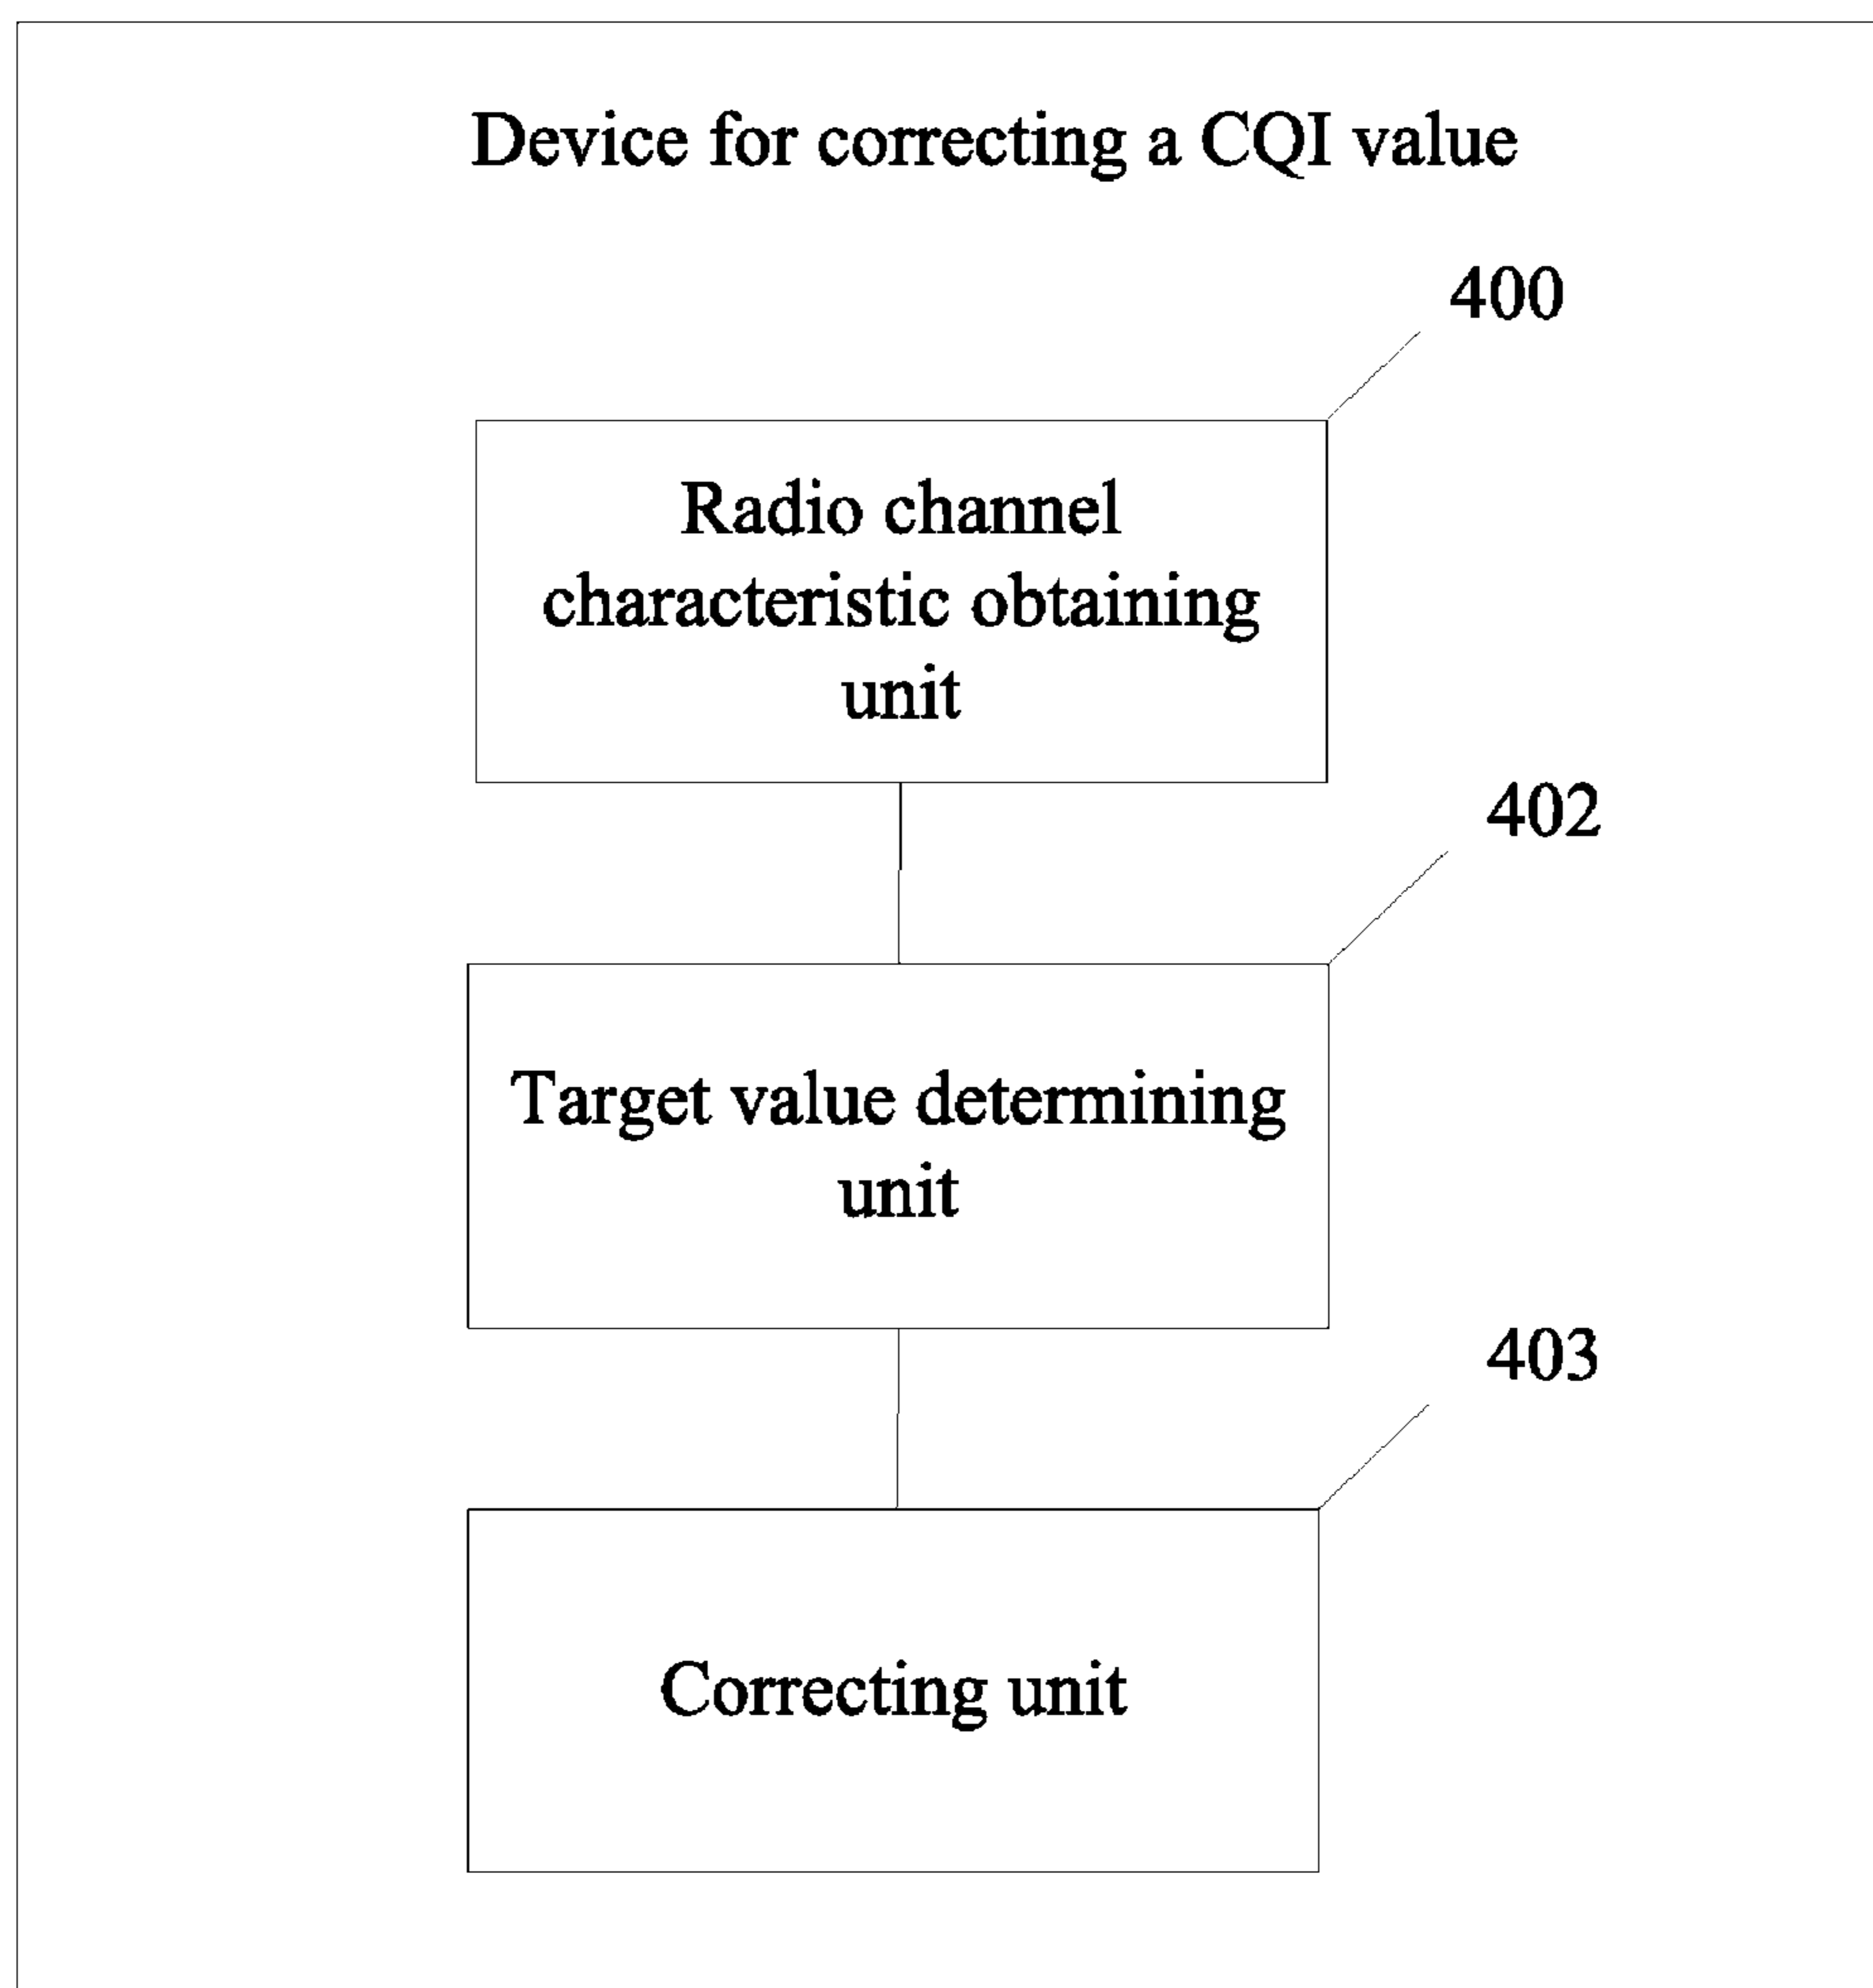 Device for correcting a CQI value
400
Radio channel
characteristic obtaining
unit
402
Target value determining
unit
403
Correcting unit